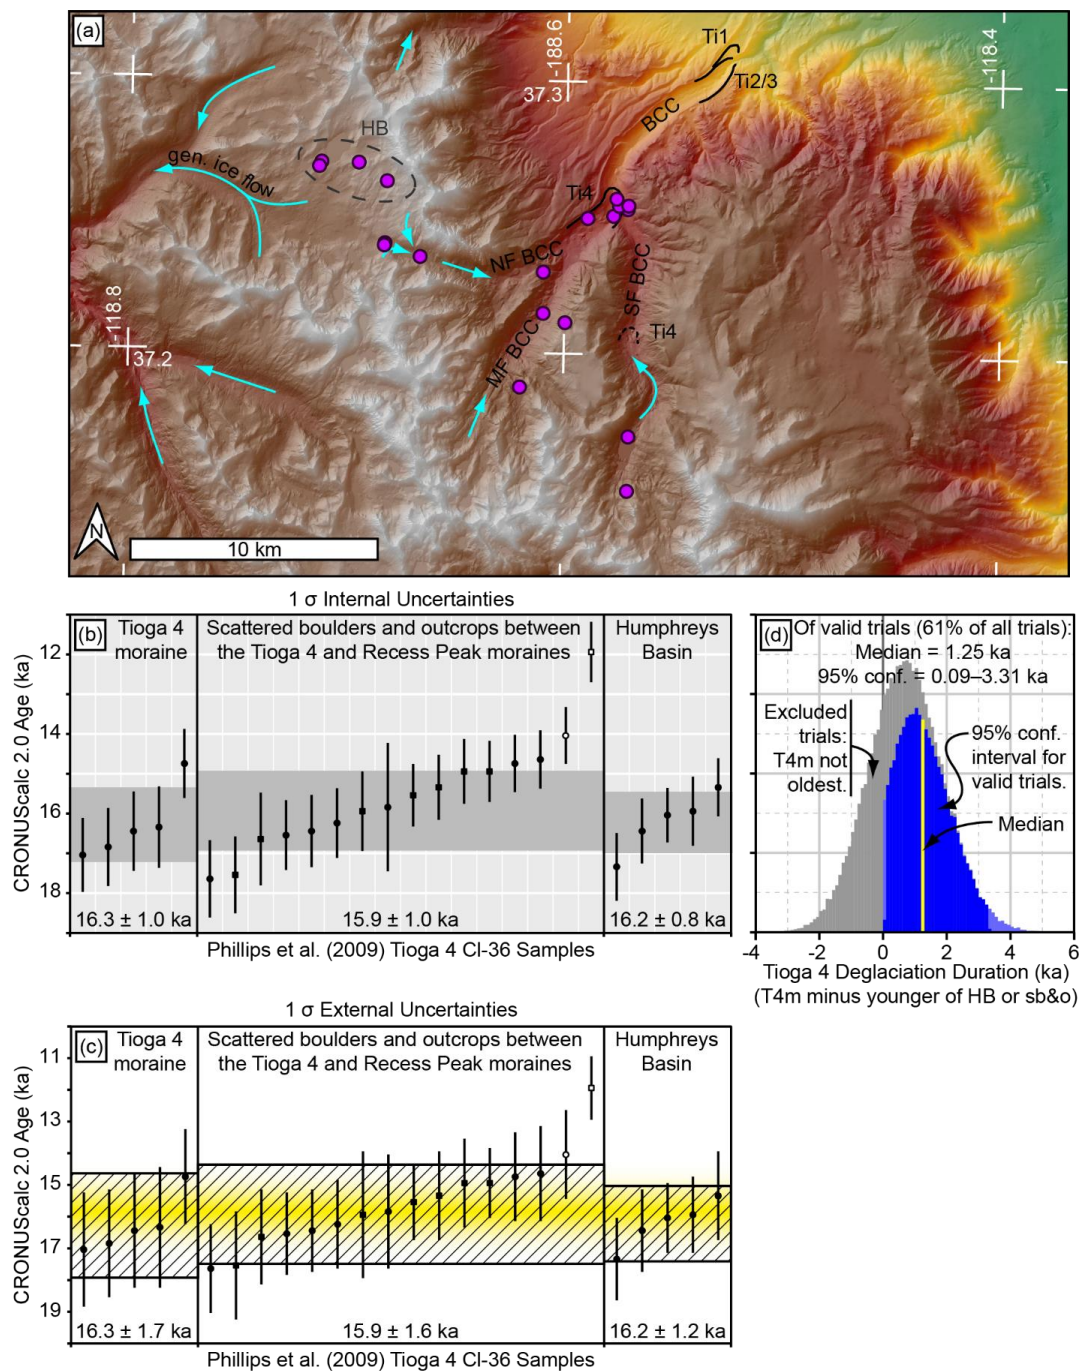 (a)
Ti1
-188.6
-118.4
37.3
Ti2/3
BCC
HB
gen. ice flow
Ti4
NF BCC
SF BCC
-118.8
37.2
Ti4
MF BCC
N
10 km
1 σ Internal Uncertainties
(b)
Tioga 4
moraine
Scattered boulders and outcrops between
the Tioga 4 and Recess Peak moraines
Humphreys
Basin
CRONUScalc 2.0 Age (ka)
12
14
16
18
16.3 ± 1.0 ka
15.9 ± 1.0 ka
16.2 ± 0.8 ka
Phillips et al. (2009) Tioga 4 Cl-36 Samples
(d)
Of valid trials (61% of all trials):
Median = 1.25 ka
95% conf. = 0.09–3.31 ka
Excluded
trials:
T4m not
oldest.
95% conf.
interval for
valid trials.
Median
-4
-2
0
2
4
6
Tioga 4 Deglaciation Duration (ka)
(T4m minus younger of HB or sb&o)
1 σ External Uncertainties
(c)
Tioga 4
moraine
Scattered boulders and outcrops between
the Tioga 4 and Recess Peak moraines
Humphreys
Basin
CRONUScalc 2.0 Age (ka)
11
13
15
17
19
16.3 ± 1.7 ka
15.9 ± 1.6 ka
16.2 ± 1.2 ka
Phillips et al. (2009) Tioga 4 Cl-36 Samples